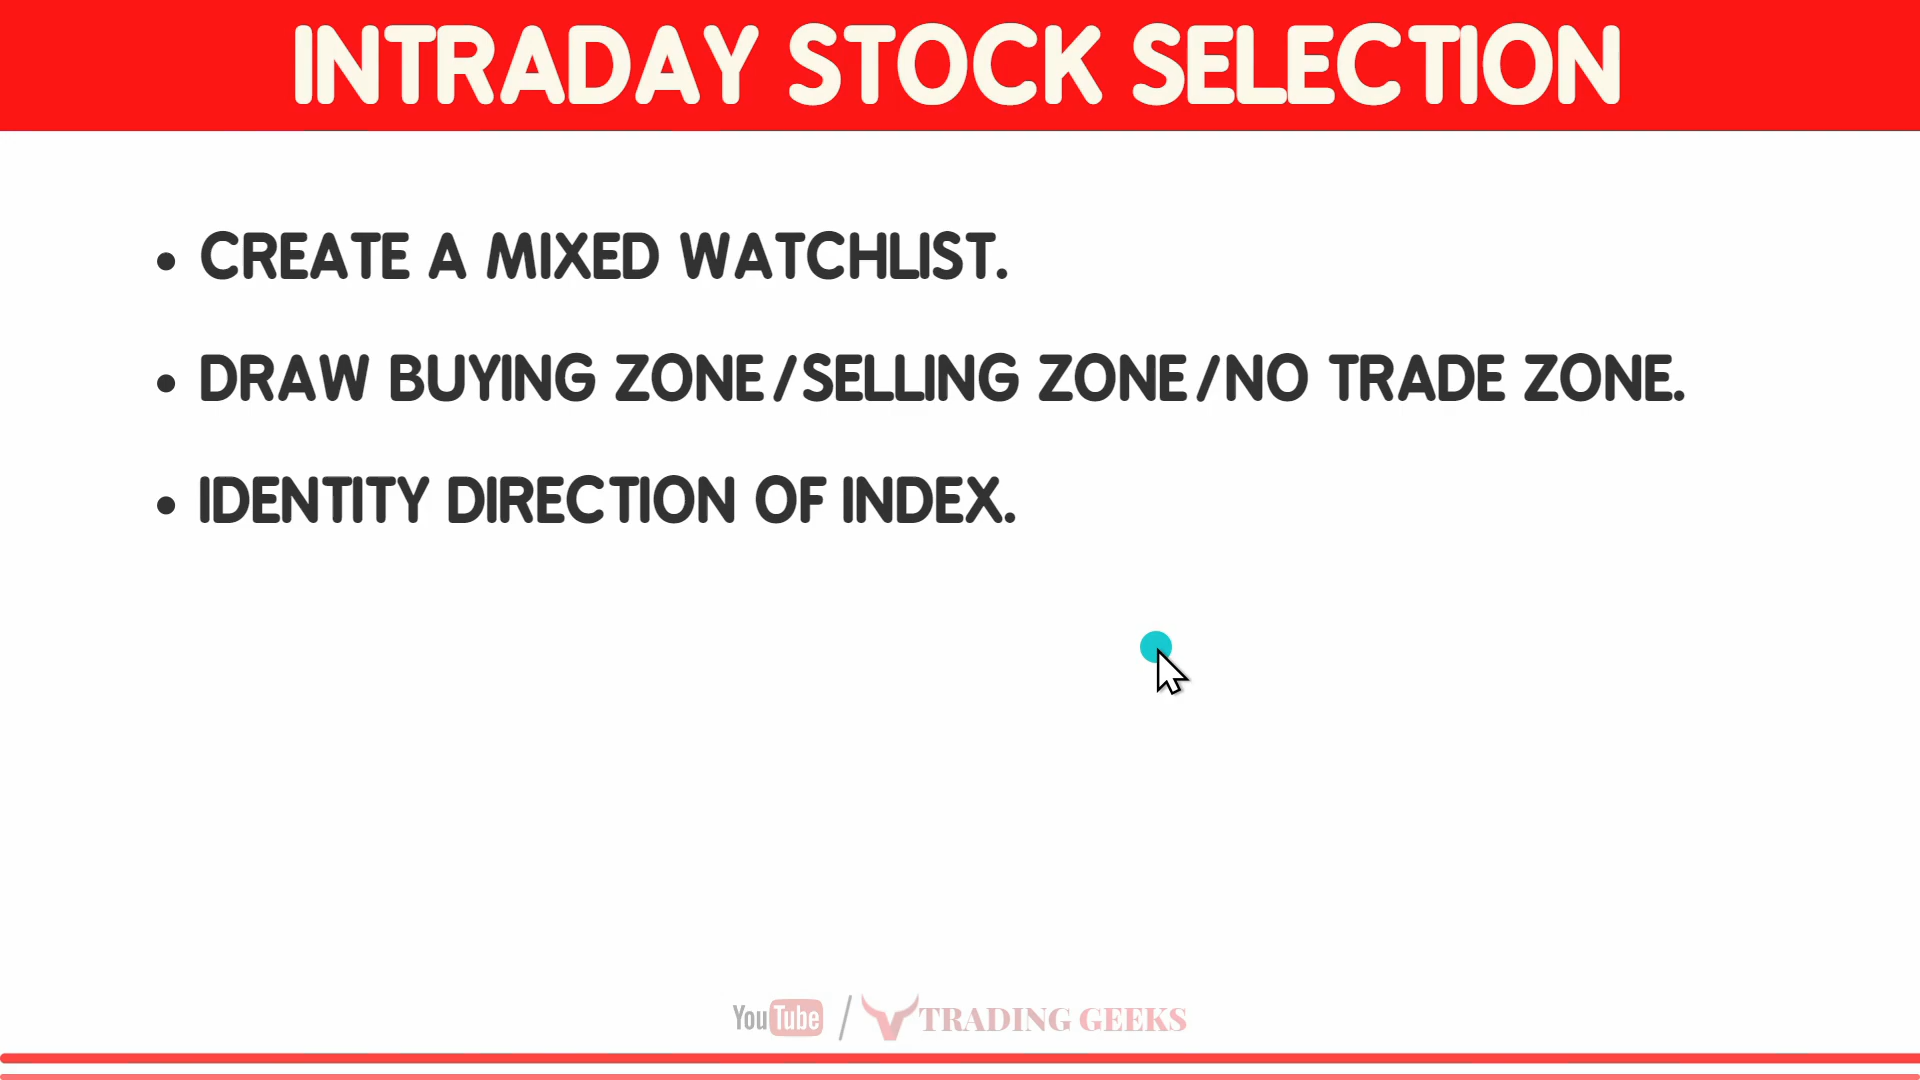 INTRADAY STOCK SELECTION
• CREATE A MIXED WATCHLIST.
• DRAW BUYING ZONE/SELLING ZONE/NO TRADE ZONE.
• IDENTITY DIRECTION OF INDEX.
YouTube / TRADING GEEKS